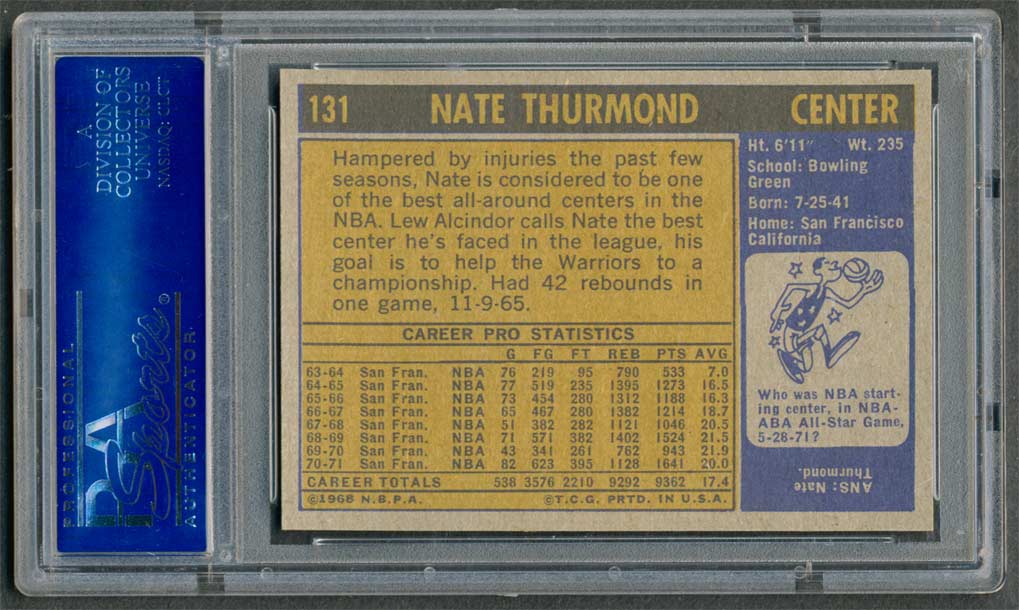 A
DIVISION OF
COLLECTORS
UNIVERSE
NASDAQ: CLCT
PROFESSIONAL
PSA
Sports®
AUTHENTICATOR
131 NATE THURMOND CENTER
Hampered by injuries the past few
seasons, Nate is considered to be one
of the best all-around centers in the
NBA. Lew Alcindor calls Nate the best
center he's faced in the league, his
goal is to help the Warriors to a
championship. Had 42 rebounds in
one game, 11-9-65.
CAREER PRO STATISTICS
G FG FT REB PTS AVG
63-64 San Fran. NBA 76 219 95 790 533 7.0
64-65 San Fran. NBA 77 519 235 1395 1273 16.5
65-66 San Fran. NBA 73 454 280 1312 1188 16.3
66-67 San Fran. NBA 65 467 280 1382 1214 18.7
67-68 San Fran. NBA 51 382 282 1121 1046 20.5
68-69 San Fran. NBA 71 571 382 1402 1524 21.5
69-70 San Fran. NBA 43 341 261 762 943 21.9
70-71 San Fran. NBA 82 623 395 1128 1641 20.0
CAREER TOTALS 538 3576 2210 9292 9362 17.4
©1968 N.B.P.A. ©T.C.G. PRTD. IN U.S.A.
Ht. 6'11" Wt. 235
School: Bowling
Green
Born: 7-25-41
Home: San Francisco
California
Who was NBA start-
ing center, in NBA-
ABA All-Star Game,
5-28-71?
ANS: Nate
Thurmond.